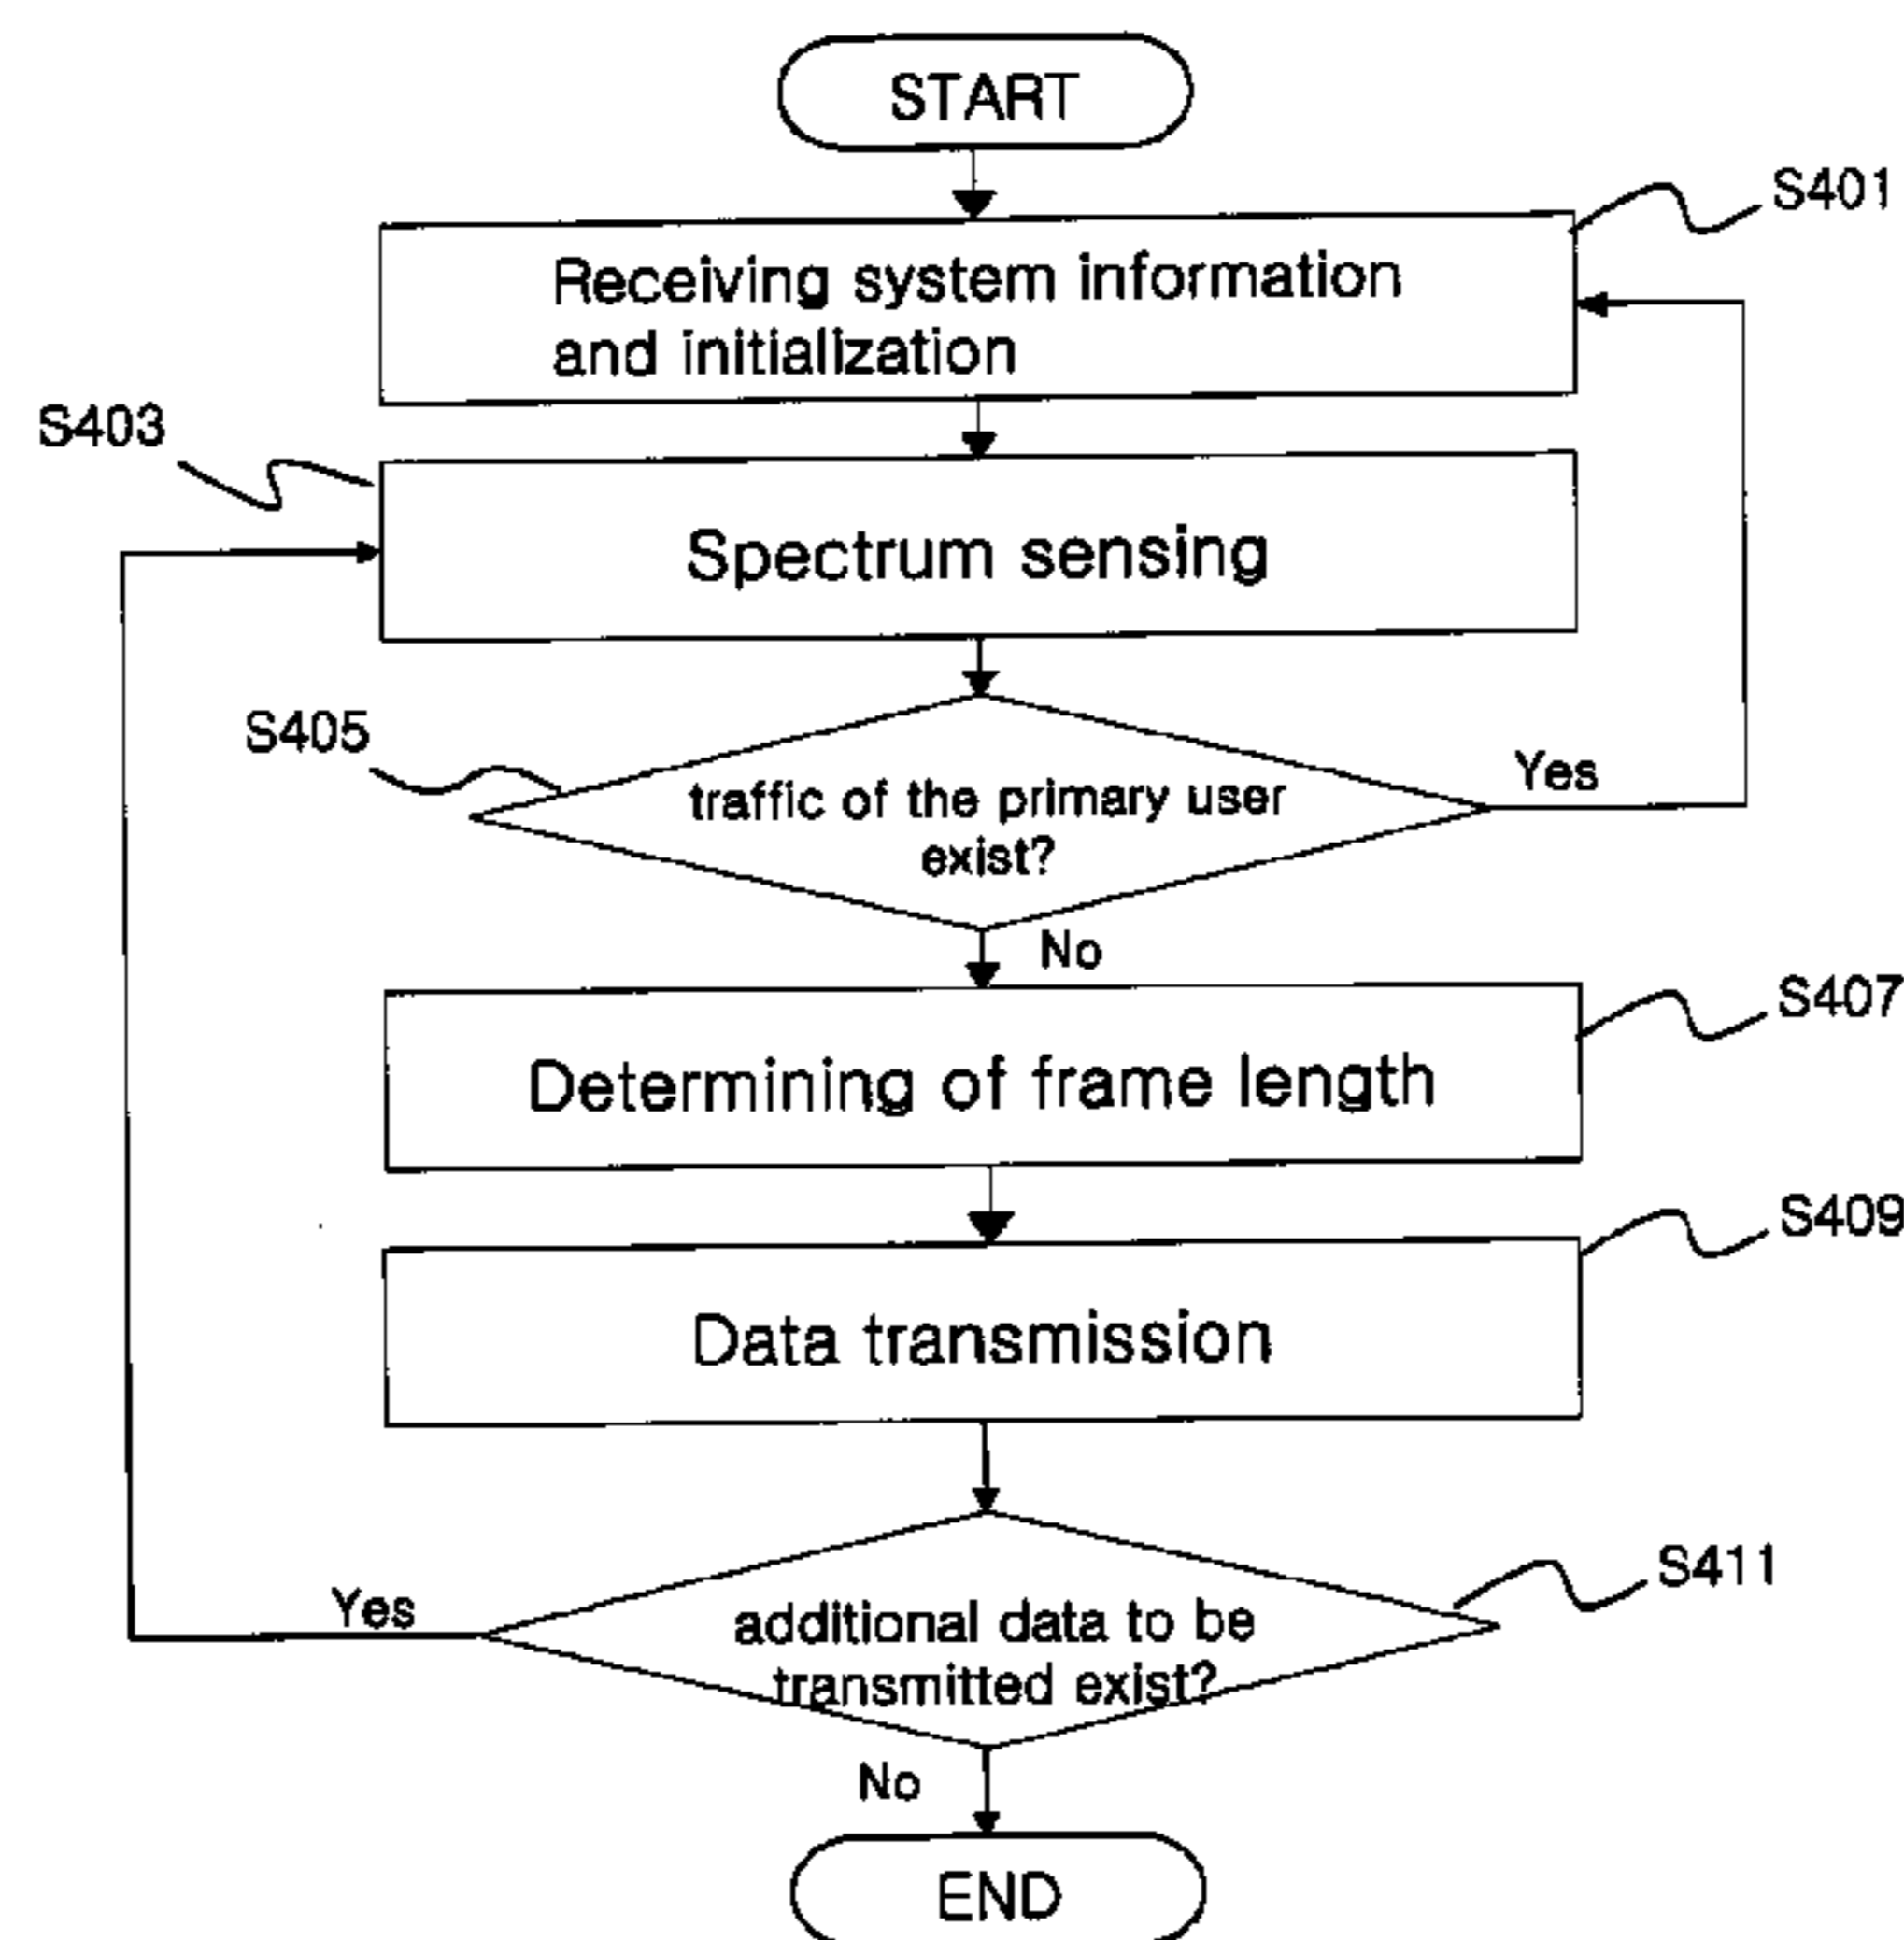 START
S401
Receiving system information
and initialization
S403
Spectrum sensing
S405
traffic of the primary user
exist?
Yes
No
S407
Determining of frame length
S409
Data transmission
S411
additional data to be
transmitted exist?
Yes
No
END